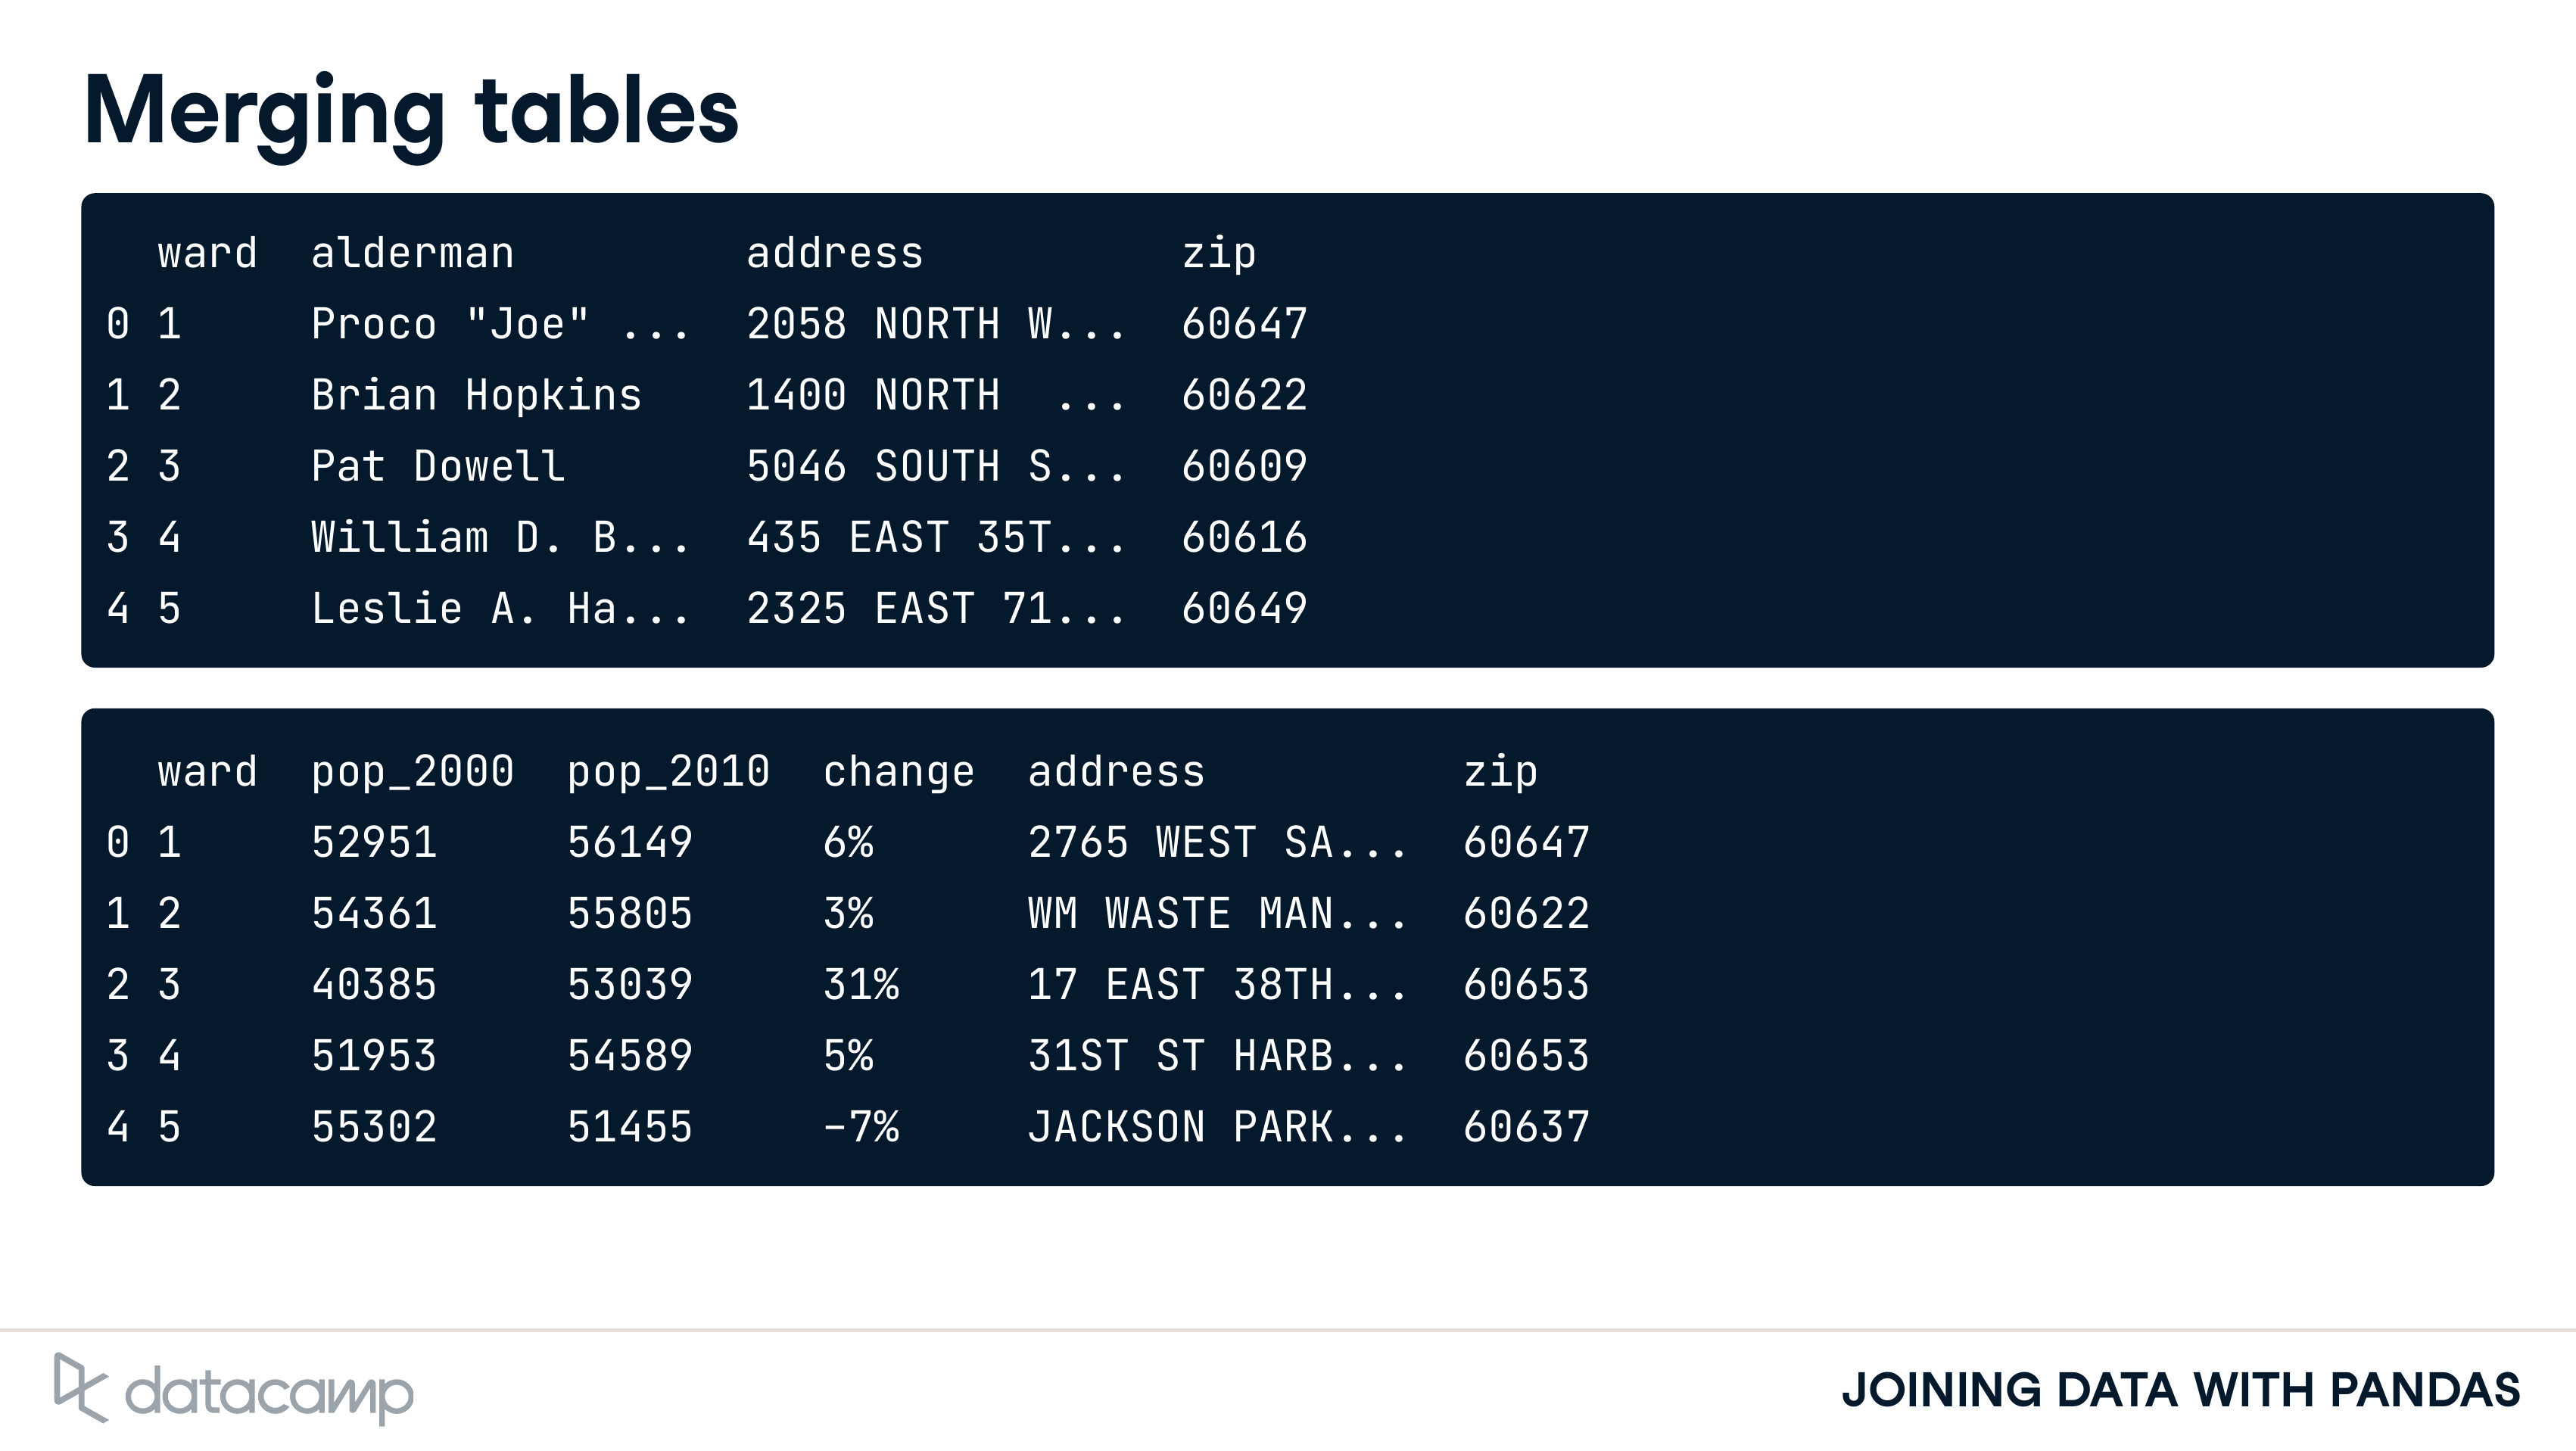 Merging tables
ward alderman address zip
0 1 Proco "Joe" ... 2058 NORTH W... 60647
1 2 Brian Hopkins 1400 NORTH ... 60622
2 3 Pat Dowell 5046 SOUTH S... 60609
3 4 William D. B... 435 EAST 35T... 60616
4 5 Leslie A. Ha... 2325 EAST 71... 60649
ward pop_2000 pop_2010 change address zip
0 1 52951 56149 6% 2765 WEST SA... 60647
1 2 54361 55805 3% WM WASTE MAN... 60622
2 3 40385 53039 31% 17 EAST 38TH... 60653
3 4 51953 54589 5% 31ST ST HARB... 60653
4 5 55302 51455 -7% JACKSON PARK... 60637
datacamp
JOINING DATA WITH PANDAS